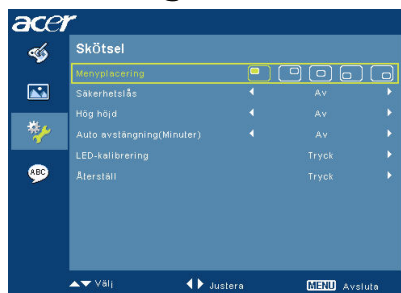 acer
Skötsel
Menyplacering
Säkerhetslås Av
Hög höjd Av
Auto avstängning(Minuter) Av
LED-kalibrering Tryck
ABC
Återställ Tryck
Välj Justera MENU Avsluta